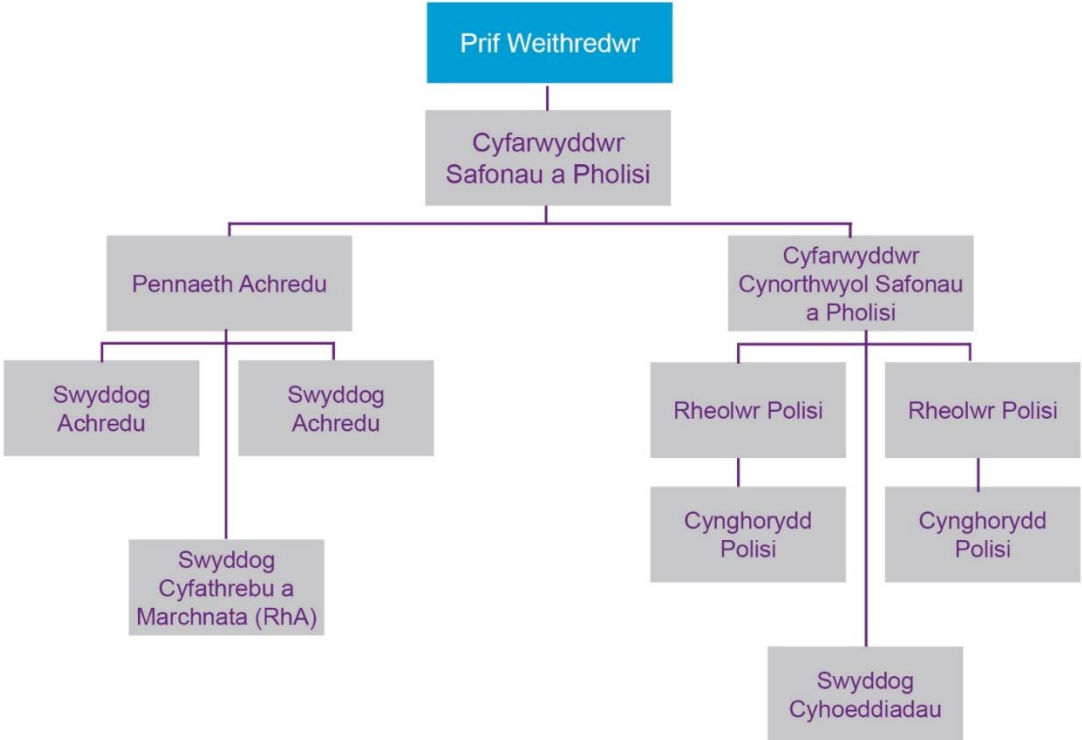 Prif Weithredwr
Cyfarwyddwr
Safonau a Pholisi
Pennaeth Achredu
Cyfarwyddwr
Cynorthwyol Safonau
a Pholisi
Swyddog
Achredu
Swyddog
Achredu
Rheolwr Polisi
Rheolwr Polisi
Cynghorydd
Polisi
Cynghorydd
Polisi
Swyddog
Cyfathrebu a
Marchnata (RhA)
Swyddog
Cyhoeddiadau